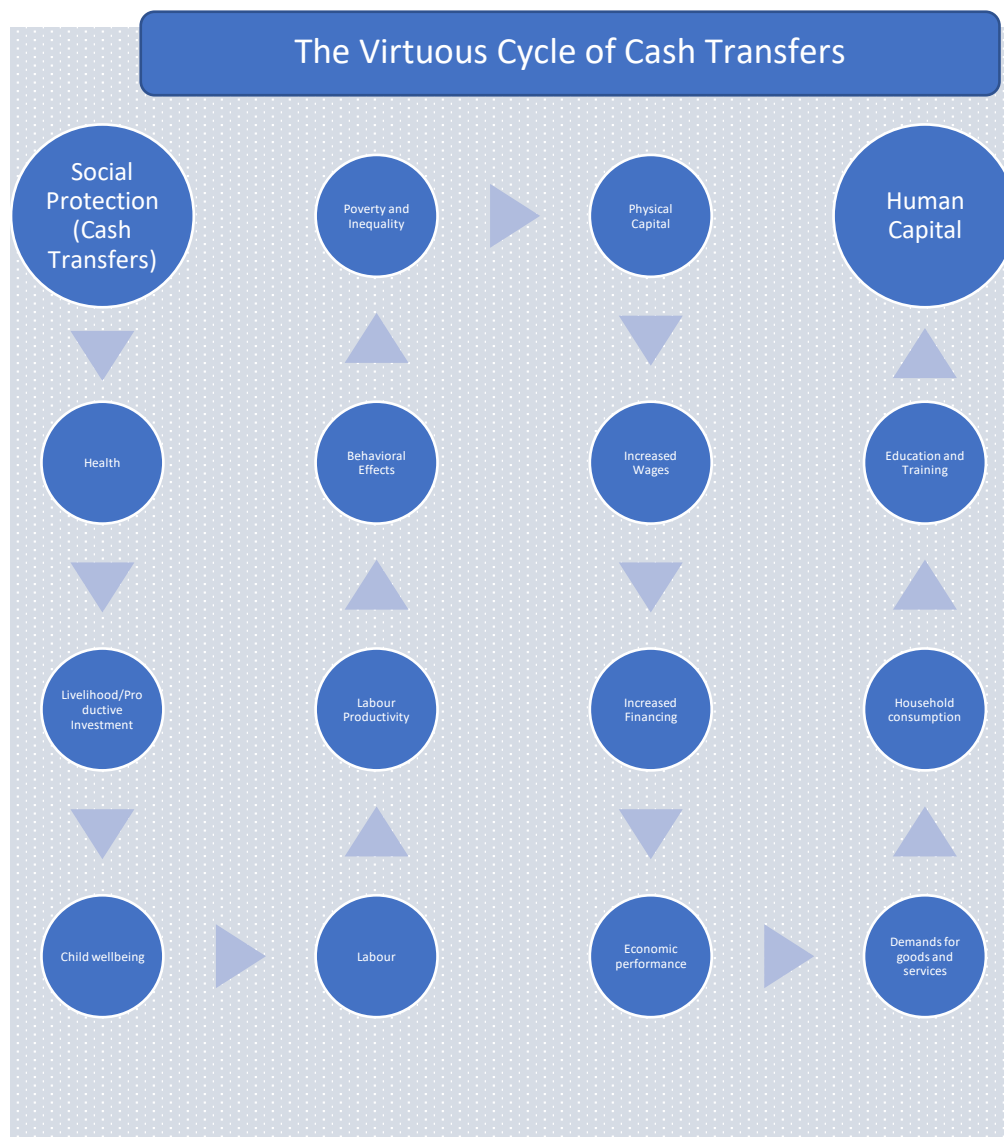 The Virtuous Cycle of Cash Transfers
Social
Protection
(Cash
Transfers)
Health
Livelihood/Pro
ductive
Investment
Child wellbeing
Labour
Labour
Productivity
Behavioral
Effects
Poverty and
Inequality
Physical
Capital
Increased
Wages
Increased
Financing
Economic
performance
Demands for
goods and
services
Household
consumption
Education and
Training
Human
Capital